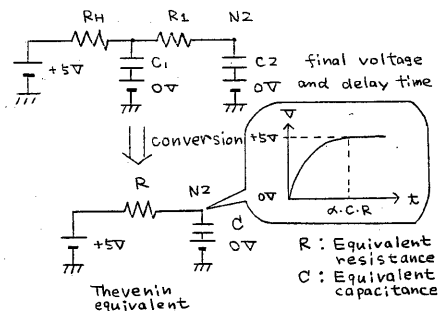 RH R1 N2
C1 C2
+5V 0V 0V
final voltage
and delay time
conversion
V
+5V
0V
t
α·C·R
R N2
C
+5V 0V
Thevenin
equivalent
R: Equivalent
resistance
C: Equivalent
capacitance